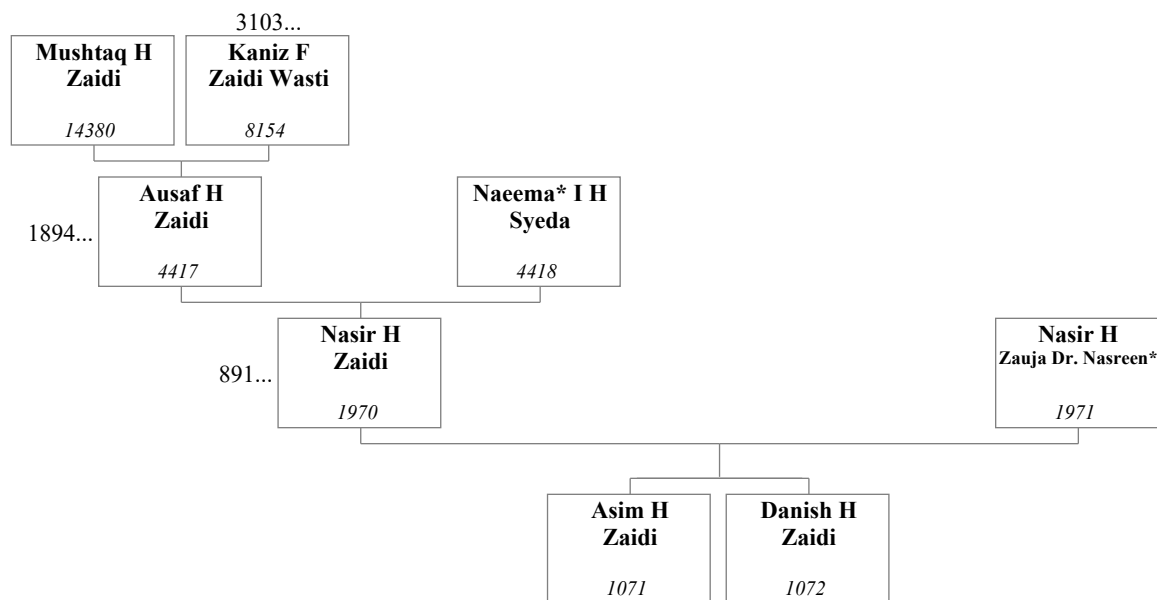 3103...
Mushtaq H
Zaidi
14380
Kaniz F
Zaidi Wasti
8154
1894...
Ausaf H
Zaidi
4417
Naeema* I H
Syeda
4418
891...
Nasir H
Zaidi
1970
Nasir H
Zauja Dr. Nasreen*
1971
Asim H
Zaidi
1071
Danish H
Zaidi
1072